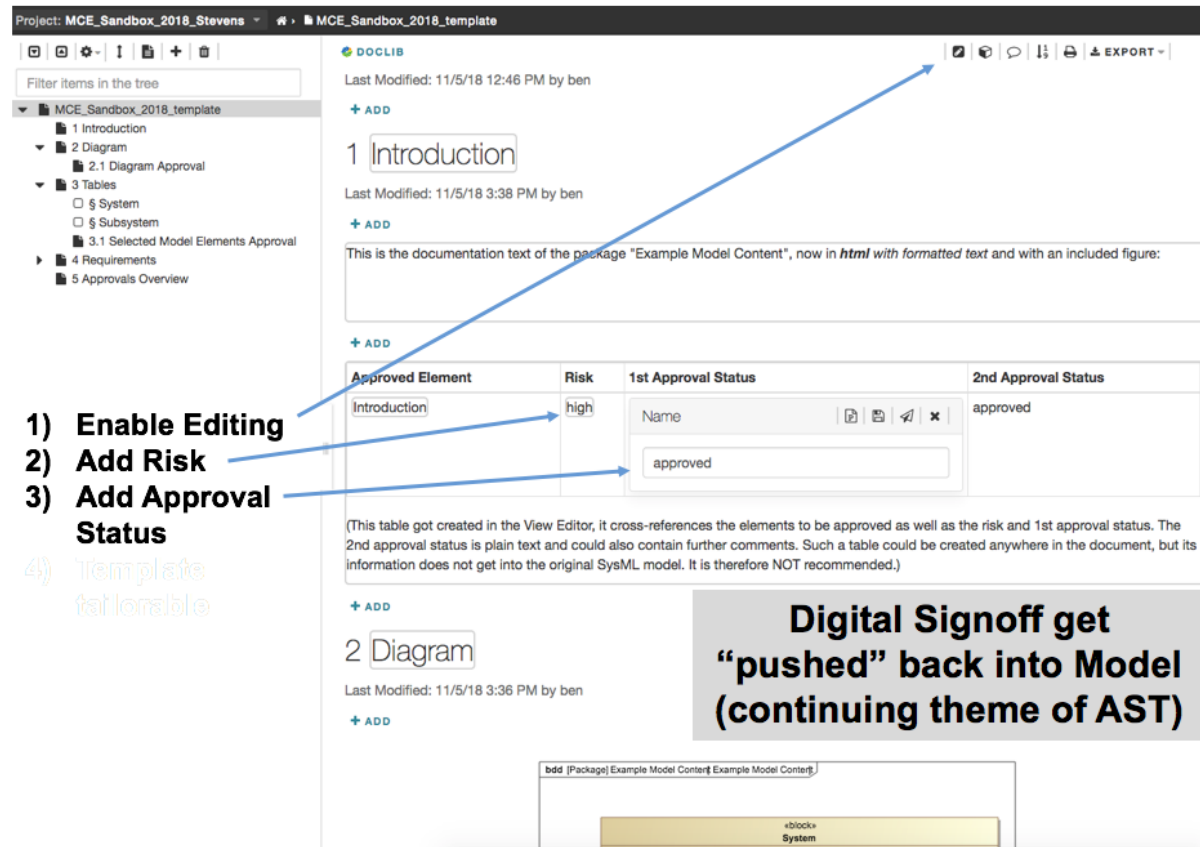 Project: MCE_Sandbox_2018_Stevens MCE_Sandbox_2018_template
Filter items in the tree
MCE_Sandbox_2018_template
1 Introduction
2 Diagram
2.1 Diagram Approval
3 Tables
§ System
§ Subsystem
3.1 Selected Model Elements Approval
4 Requirements
5 Approvals Overview
1) Enable Editing
2) Add Risk
3) Add Approval
Status
4) Template
tailorable
DOCLIB
EXPORT
Last Modified: 11/5/18 12:46 PM by ben
+ ADD
1 Introduction
Last Modified: 11/5/18 3:38 PM by ben
+ ADD
This is the documentation text of the package "Example Model Content", now in html with formatted text and with an included figure:
+ ADD
Approved Element Risk 1st Approval Status 2nd Approval Status
Introduction high Name approved
approved
(This table got created in the View Editor, it cross-references the elements to be approved as well as the risk and 1st approval status. The
2nd approval status is plain text and could also contain further comments. Such a table could be created anywhere in the document, but its
information does not get into the original SysML model. It is therefore NOT recommended.)
+ ADD
2 Diagram
Last Modified: 11/5/18 3:36 PM by ben
+ ADD
Digital Signoff get
“pushed” back into Model
(continuing theme of AST)
bdd [Package] Example Model Content[ Example Model Content]
«block»
System